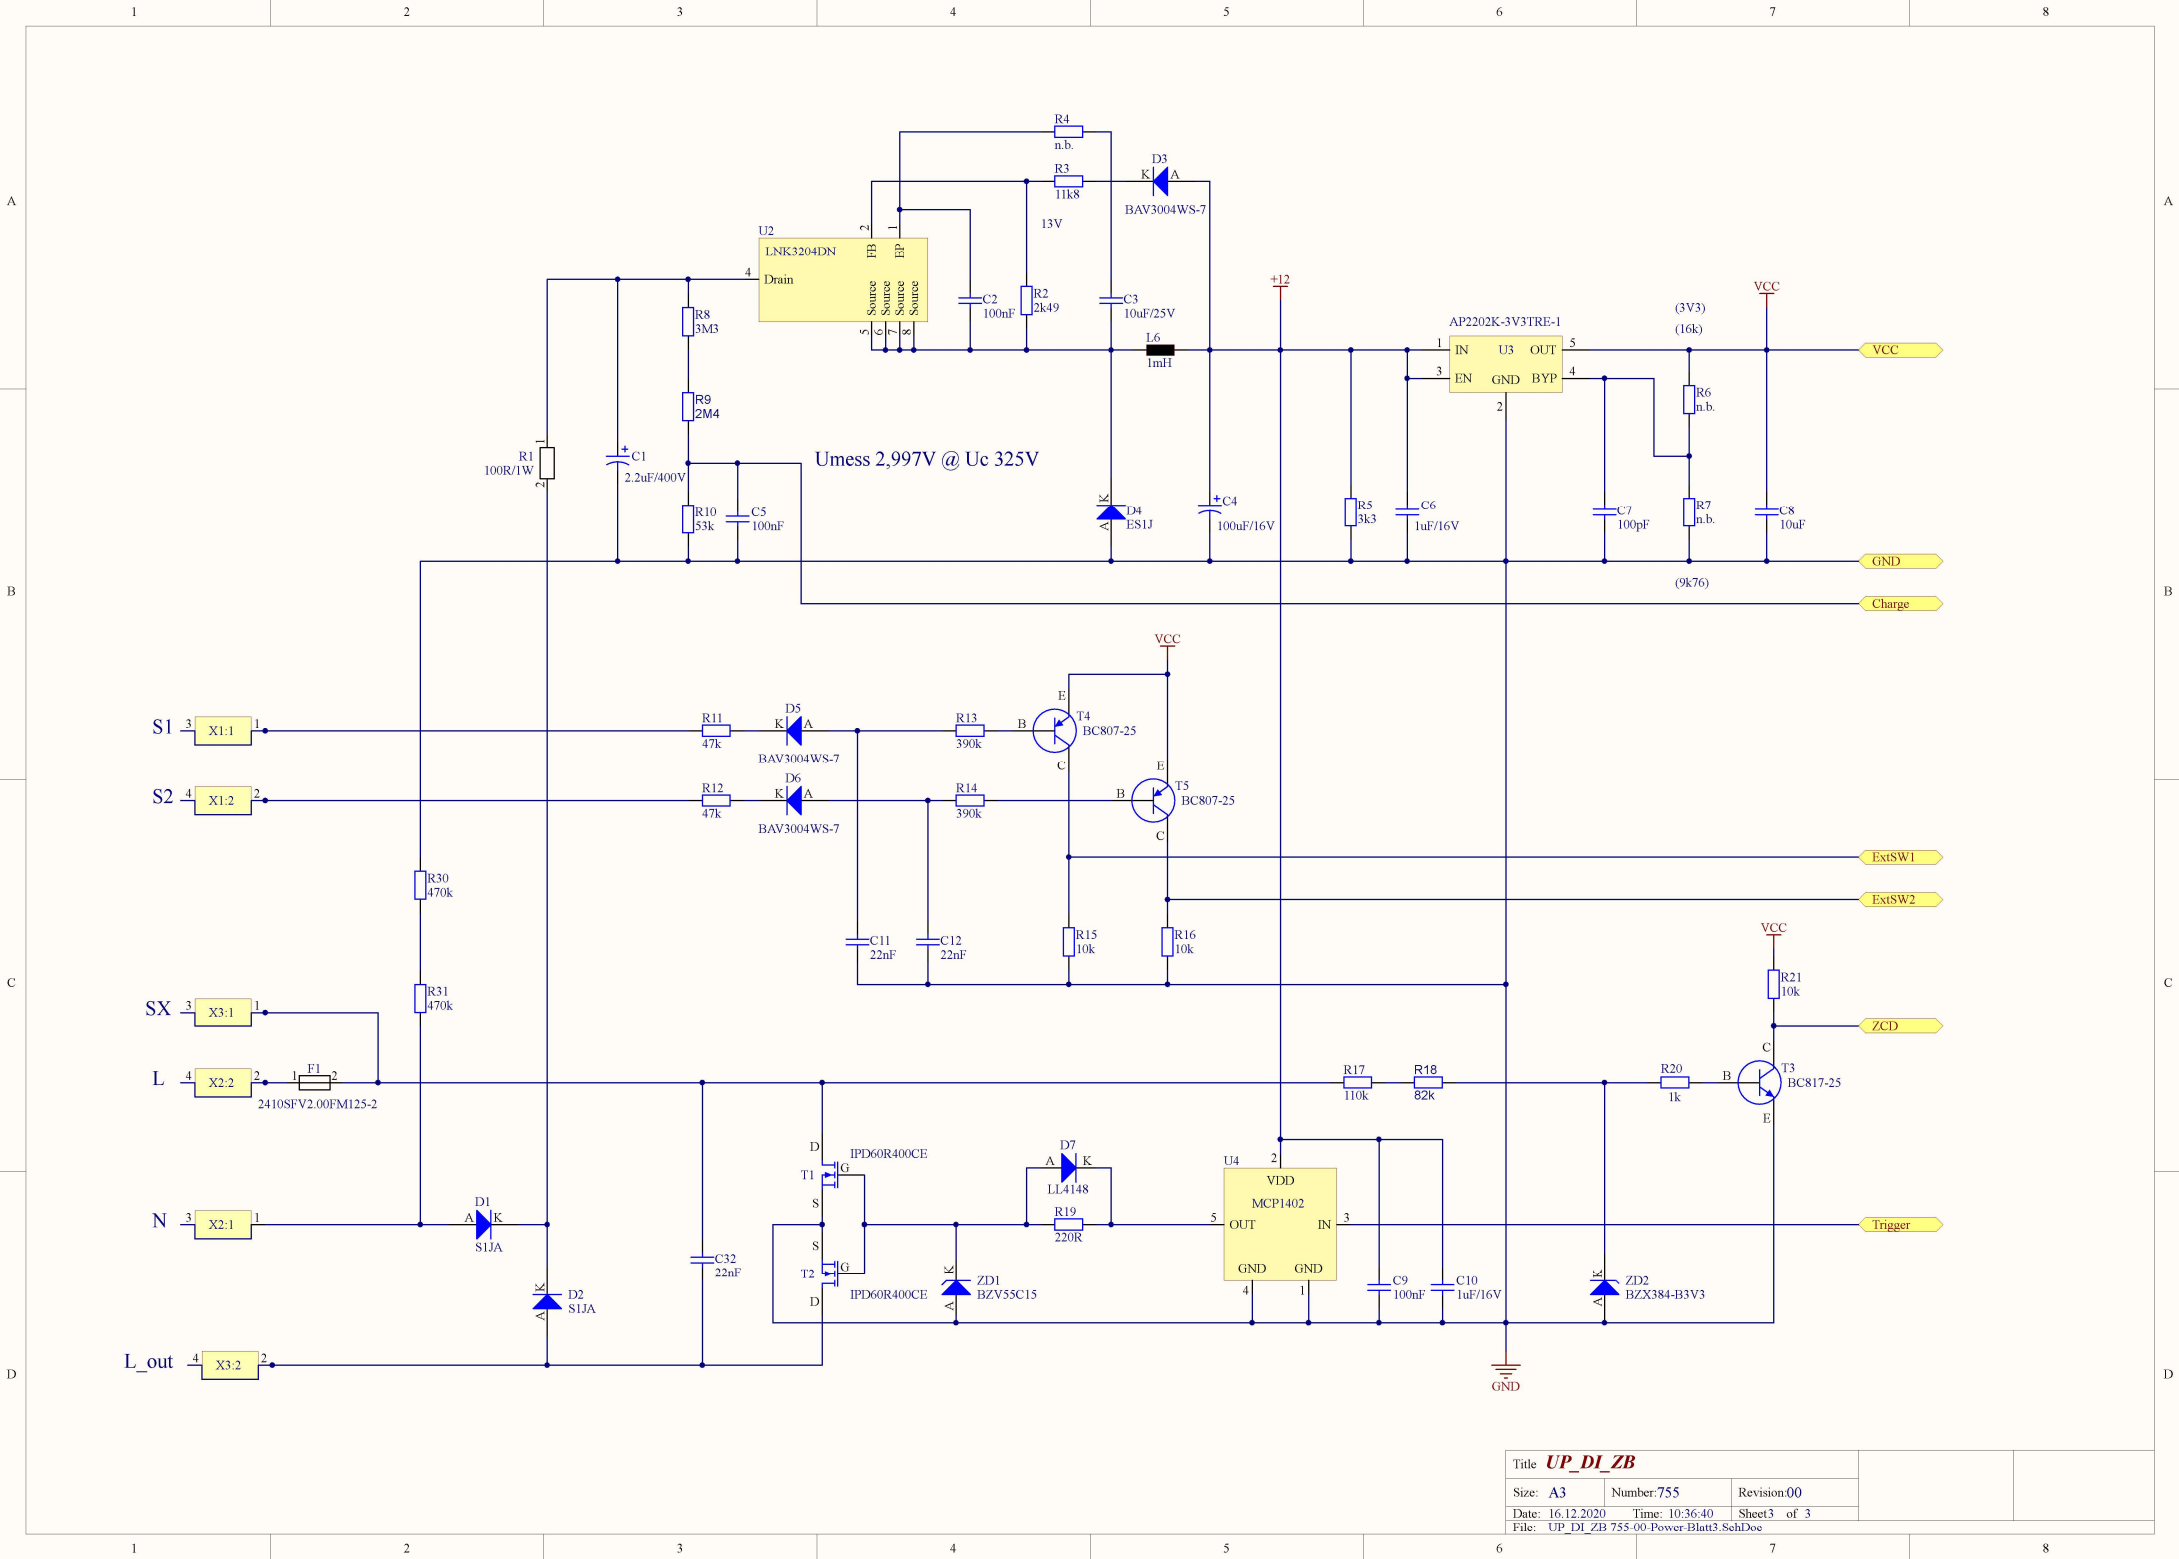 1 2 3 4 5 6 7 8
A A
B B
C C
D D
R4
n.b.
R3
11k8
D3
K A
BAV3004WS-7
13V
U2
LNK3204DN
2 1
FB BP
4 Drain
Source Source Source Source
5 6 7 8
C2
100nF
R2
2k49
C3
10uF/25V
L6
1mH
+12
AP2202K-3V3TRE-1
1 IN U3 OUT 5
3 EN GND BYP 4
2
(3V3)
(16k)
VCC
VCC
R8
3M3
R9
2M4
R6
n.b.
R1
100R/1W
1
2
+
C1
2.2uF/400V
Umess 2,997V @ Uc 325V
R10
53k
C5
100nF
K
D4
A
ES1J
+
C4
100uF/16V
R5
3k3
C6
1uF/16V
C7
100pF
R7
n.b.
C8
10uF
GND
(9k76)
Charge
VCC
S1 3 X1:1 1
R11
47k
D5
K A
BAV3004WS-7
R13
390k
E
B
T4
BC807-25
C
S2 4 X1:2 2
R12
47k
D6
K A
BAV3004WS-7
R14
390k
E
B
T5
BC807-25
C
ExtSW1
ExtSW2
R30
470k
C11
22nF
C12
22nF
R15
10k
R16
10k
VCC
R21
10k
ZCD
R31
470k
SX 3 X3:1 1
L 4 X2:2 2
F1
1 2
2410SFV2.00FM125-2
R17
110k
R18
82k
R20
1k
C
B
T3
BC817-25
E
D
IPD60R400CE
T1
G
S
S
T2
G
IPD60R400CE
D
D7
A K
LL4148
R19
220R
U4
2
VDD
MCP1402
5 OUT IN 3
GND GND
4 1
Trigger
N 3 X2:1 1
D1
A K
S1JA
K
D2
A
S1JA
C32
22nF
K
ZD1
A
BZV55C15
C9
100nF
C10
1uF/16V
K
ZD2
A
BZX384-B3V3
L_out 4 X3:2 2
GND
Title UP_DI_ZB
Size: A3 Number:755 Revision:00
Date: 16.12.2020 Time: 10:36:40 Sheet3 of 3
File: UP_DI_ZB 755-00-Power-Blatt3.SchDoc
1 2 3 4 5 6 7 8